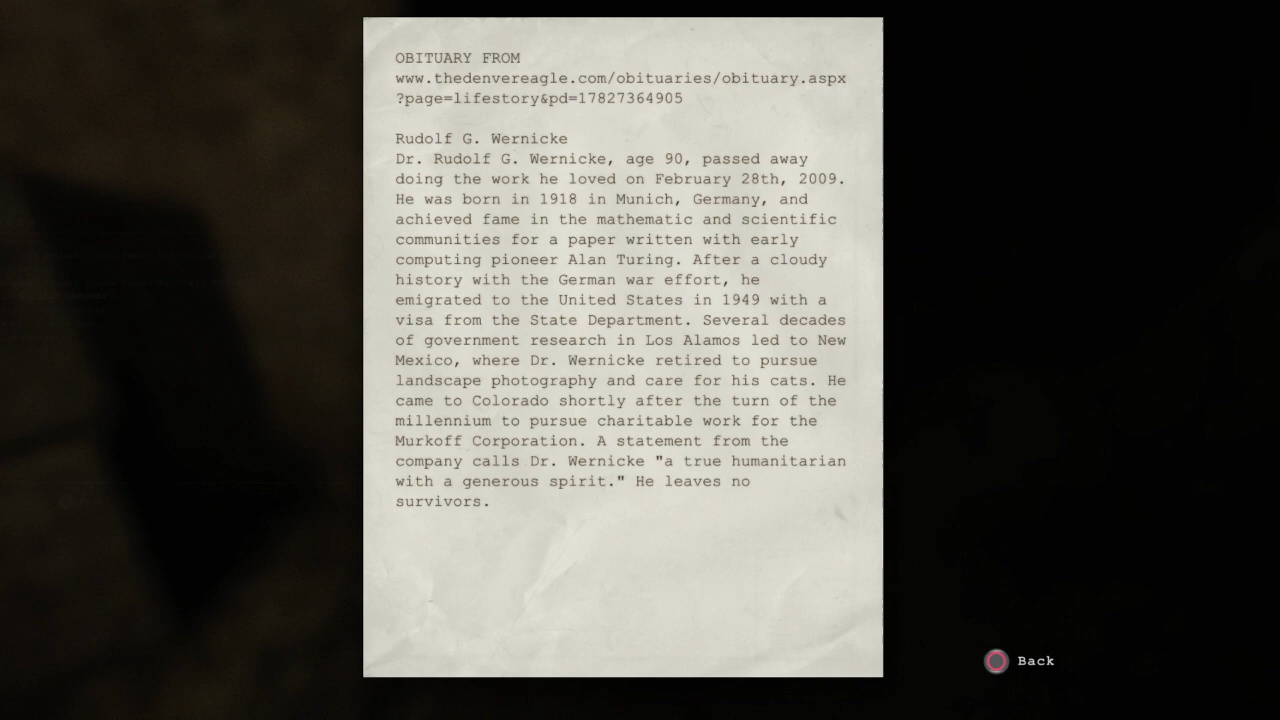 OBITUARY FROM
www.thedenvereagle.com/obituaries/obituary.aspx
?page=lifestory&pd=17827364905
Rudolf G. Wernicke
Dr. Rudolf G. Wernicke, age 90, passed away
doing the work he loved on February 28th, 2009.
He was born in 1918 in Munich, Germany, and
achieved fame in the mathematic and scientific
communities for a paper written with early
computing pioneer Alan Turing. After a cloudy
history with the German war effort, he
emigrated to the United States in 1949 with a
visa from the State Department. Several decades
of government research in Los Alamos led to New
Mexico, where Dr. Wernicke retired to pursue
landscape photography and care for his cats. He
came to Colorado shortly after the turn of the
millennium to pursue charitable work for the
Murkoff Corporation. A statement from the
company calls Dr. Wernicke "a true humanitarian
with a generous spirit." He leaves no
survivors.
Back